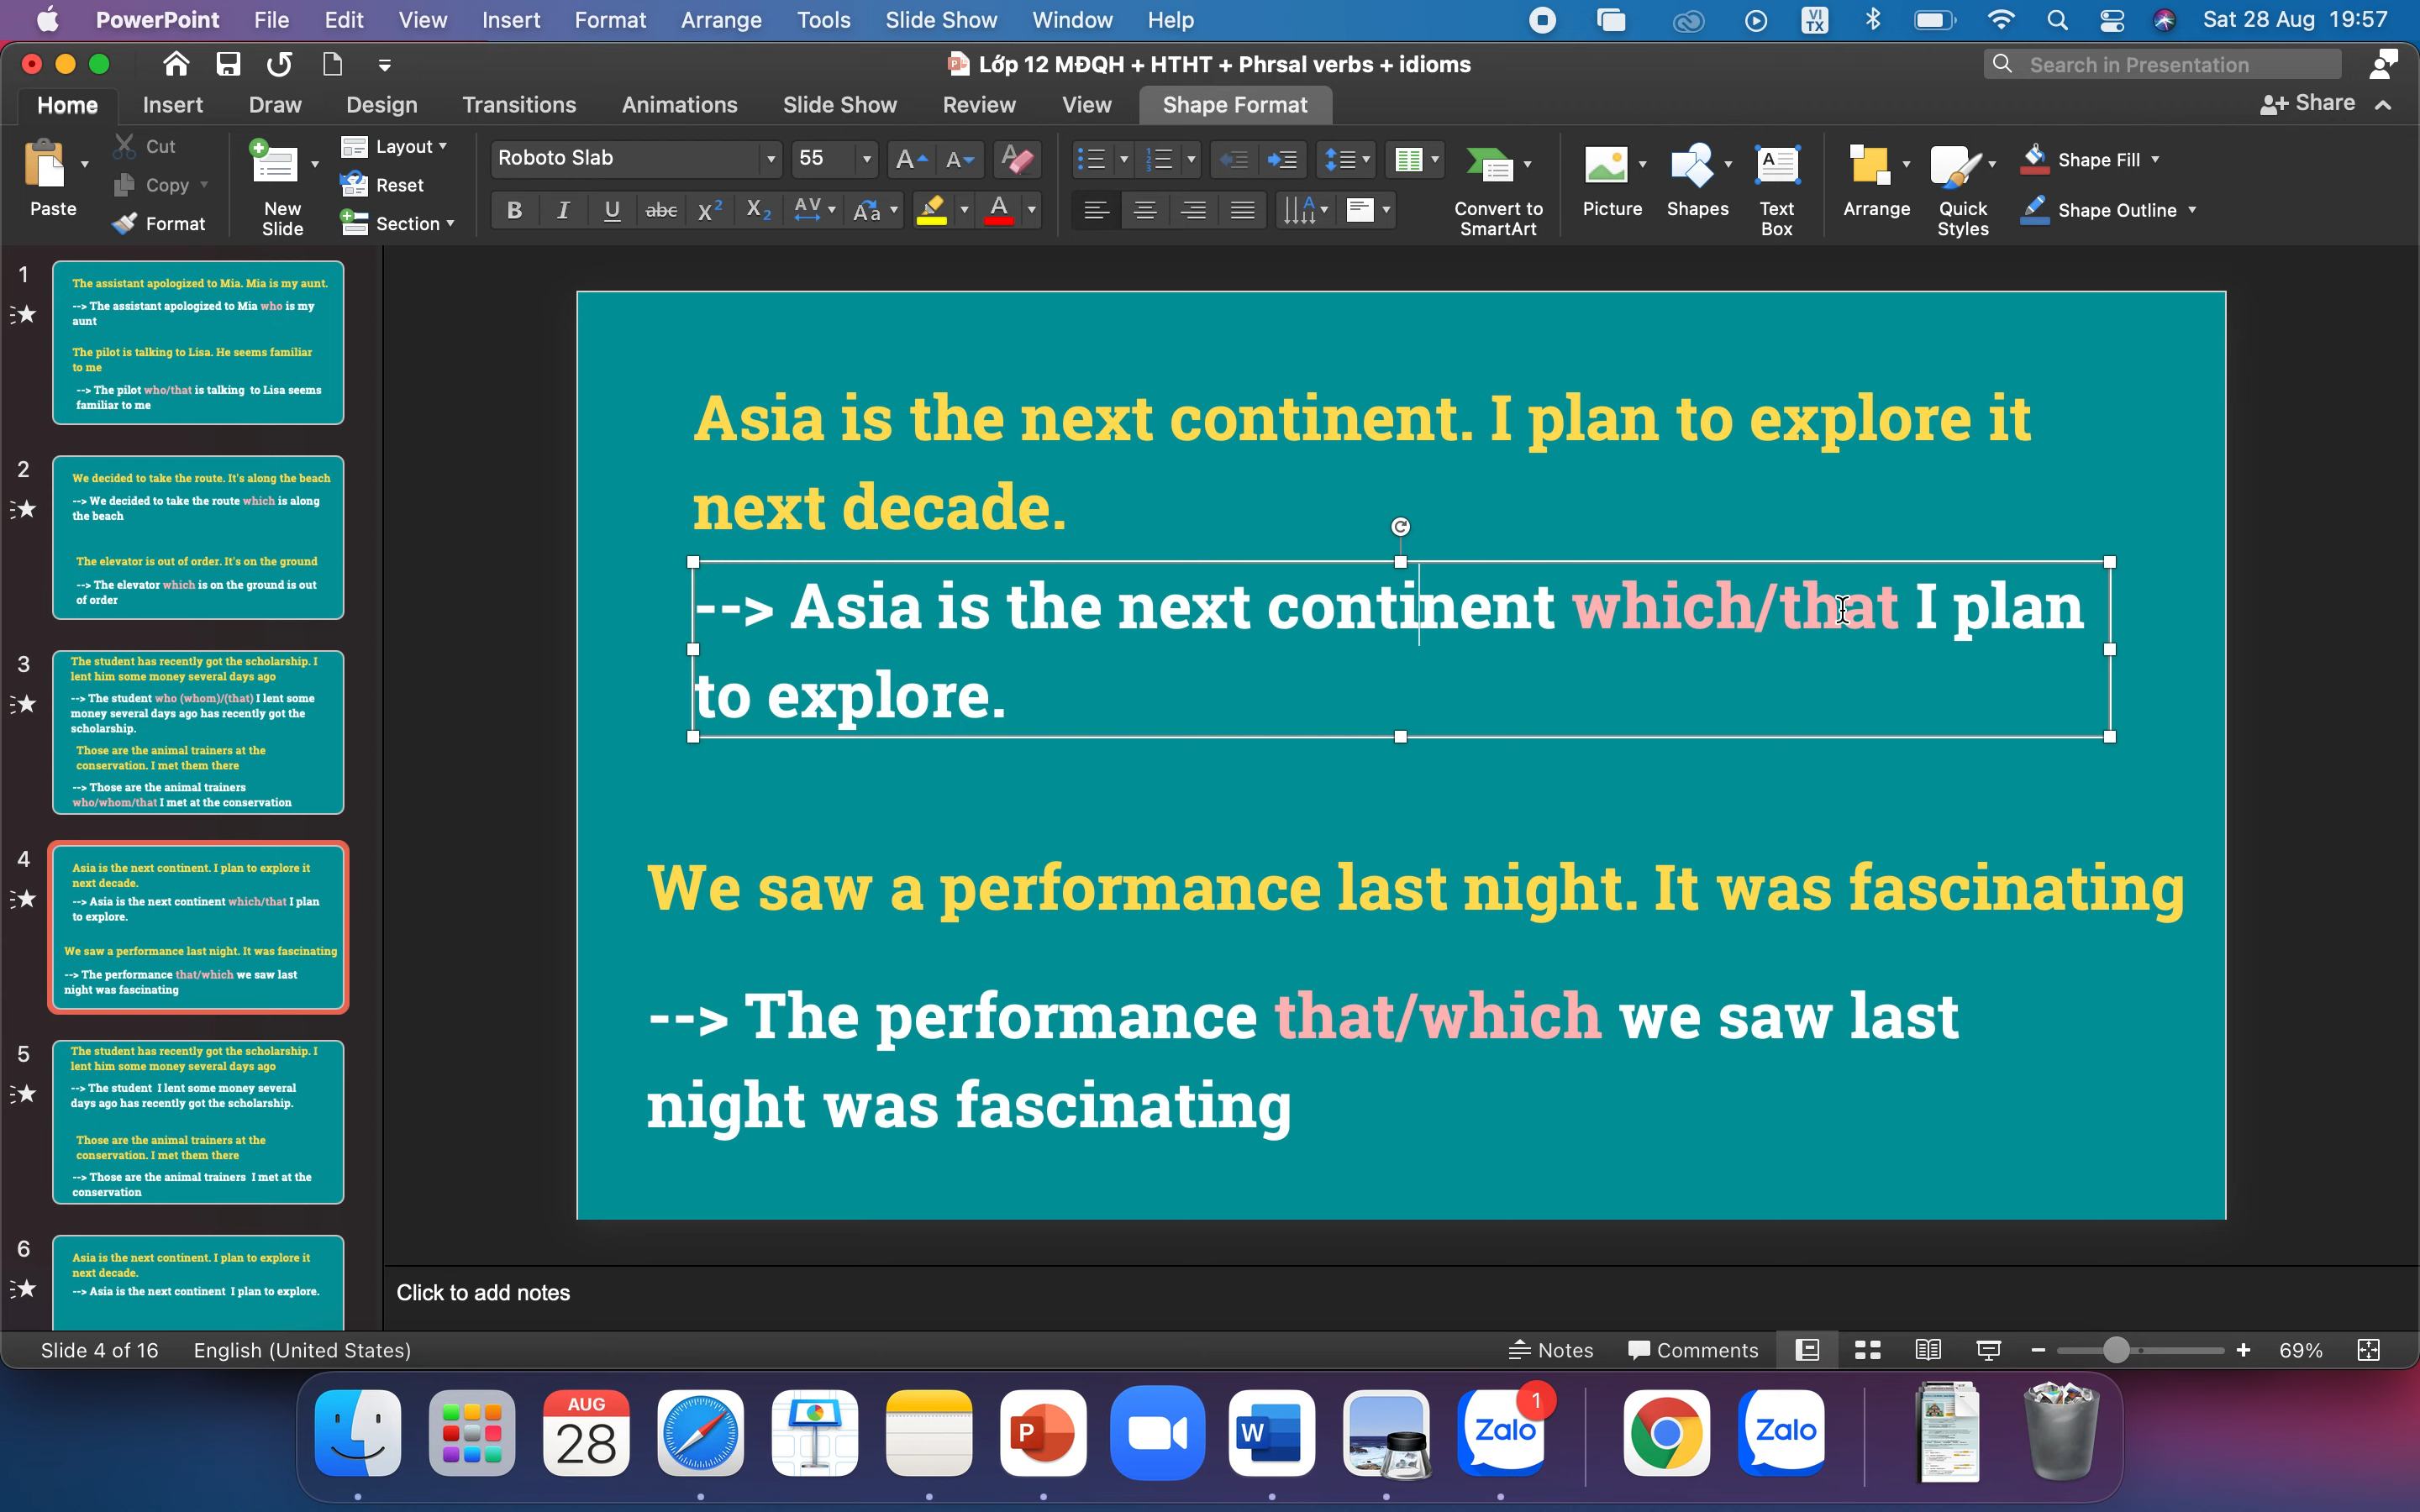 PowerPoint File Edit View Insert Format Arrange Tools Slide Show Window Help VI TX Sat 28 Aug 19:57
Lớp 12 MĐQH + HTHT + Phrsal verbs + idioms
Search in Presentation
Home Insert Draw Design Transitions Animations Slide Show Review View Shape Format Share
Paste Cut Copy Format
New Slide Layout Reset Section
Roboto Slab 55
Convert to SmartArt
Picture Shapes Text Box Arrange Quick Styles Shape Fill Shape Outline
1
The assistant apologized to Mia. Mia is my aunt.
--> The assistant apologized to Mia who is my
aunt
The pilot is talking to Lisa. He seems familiar
to me
--> The pilot who/that is talking to Lisa seems
familiar to me
2
We decided to take the route. It's along the beach
--> We decided to take the route which is along
the beach
The elevator is out of order. It's on the ground
--> The elevator which is on the ground is out
of order
3
The student has recently got the scholarship. I
lent him some money several days ago
--> The student who (whom)/(that) I lent some
money several days ago has recently got the
scholarship.
Those are the animal trainers at the
conservation. I met them there
--> Those are the animal trainers
who/whom/that I met at the conservation
4
Asia is the next continent. I plan to explore it
next decade.
--> Asia is the next continent which/that I plan
to explore.
We saw a performance last night. It was fascinating
--> The performance that/which we saw last
night was fascinating
5
The student has recently got the scholarship. I
lent him some money several days ago
--> The student I lent some money several
days ago has recently got the scholarship.
Those are the animal trainers at the
conservation. I met them there
--> Those are the animal trainers I met at the
conservation
6
Asia is the next continent. I plan to explore it
next decade.
--> Asia is the next continent I plan to explore.
Asia is the next continent. I plan to explore it
next decade.
--> Asia is the next continent which/that I plan
to explore.
We saw a performance last night. It was fascinating
--> The performance that/which we saw last
night was fascinating
Click to add notes
Slide 4 of 16 English (United States) Notes Comments 69%
AUG
28
P
W
Zalo
1
Zalo